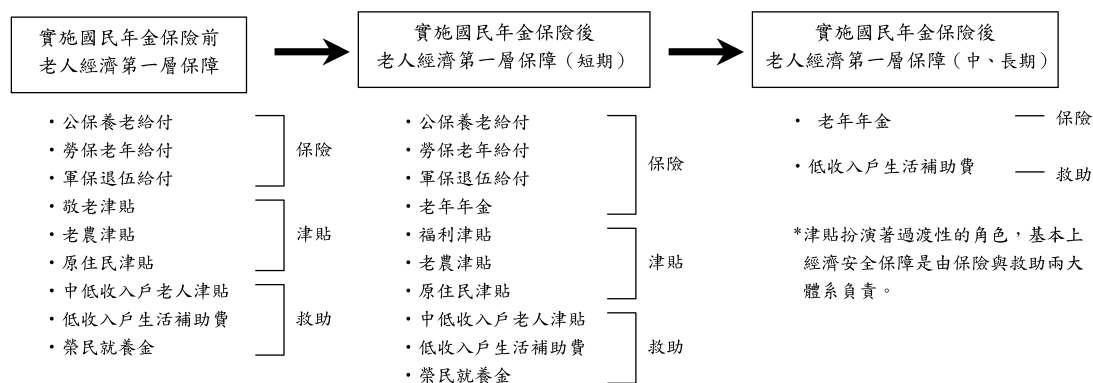 實施國民年金保險前
老人經濟第一層保障
・公保養老給付
・勞保老年給付
・軍保退伍給付
保險
・敬老津貼
・老農津貼
・原住民津貼
津貼
・中低收入戶老人津貼
・低收入戶生活補助費
・榮民就養金
救助
實施國民年金保險後
老人經濟第一層保障（短期）
・公保養老給付
・勞保老年給付
・軍保退伍給付
・老年年金
保險
・福利津貼
・老農津貼
・原住民津貼
津貼
・中低收入戶老人津貼
・低收入戶生活補助費
・榮民就養金
救助
實施國民年金保險後
老人經濟第一層保障（中、長期）
・ 老年年金
保險
・低收入戶生活補助費
救助
*津貼扮演著過渡性的角色，基本上
經濟安全保障是由保險與救助兩大
體系負責。